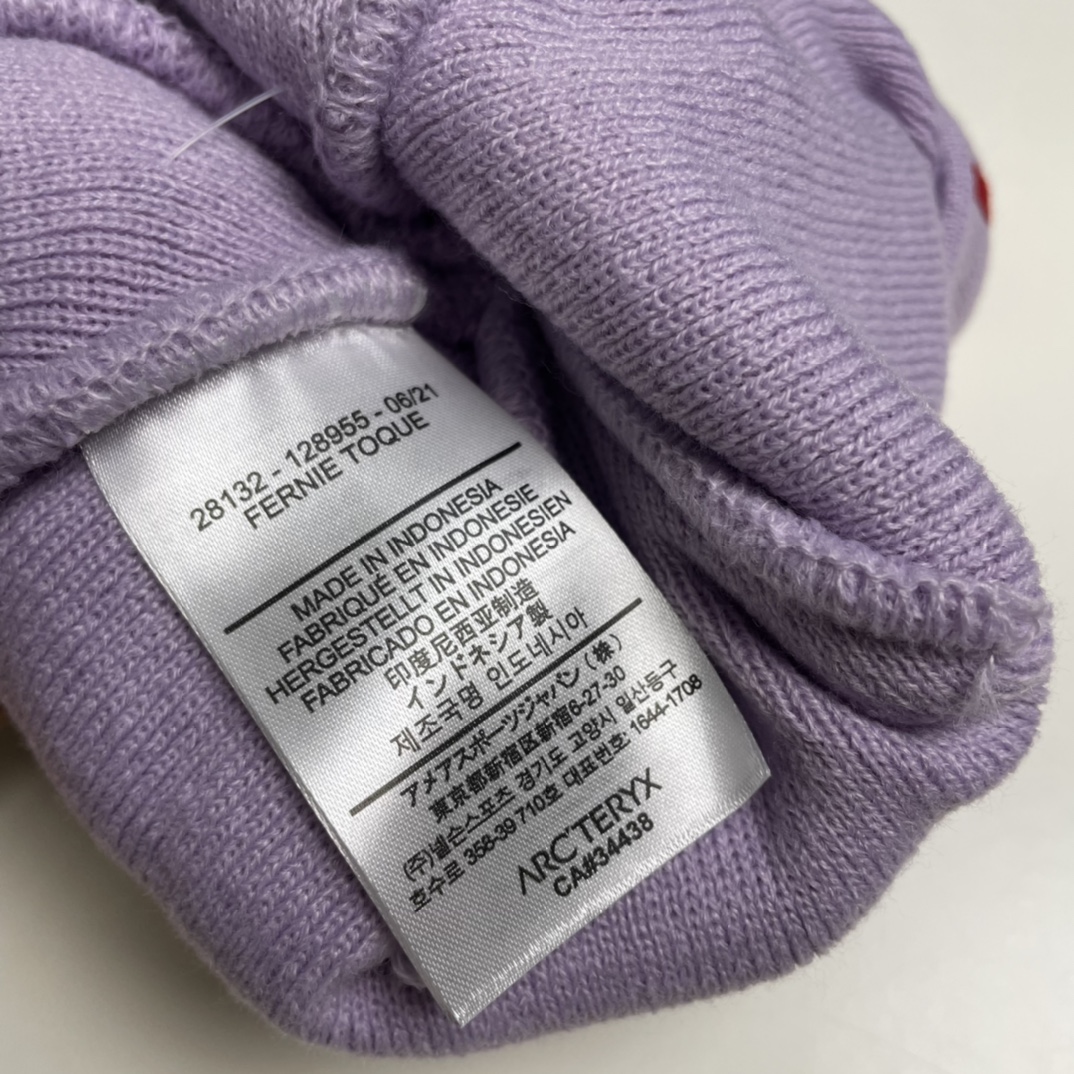 28132 - 128955 - 06/21
FERNIE TOQUE
MADE IN INDONESIA
FABRIQUÉ EN INDONESIE
HERGESTELLT IN INDONESIEN
FABRICADO EN INDONESIA
印度尼西亚制造
インドネシア製
제조국명 인도네시아
アメアスポーツジャパン（株）
東京都新宿区新宿6-27-30
(주)넬슨스포츠 경기도 고양시 일산동구
호수로 358-39 710호 대표번호: 1644-1708
ARC'TERYX
CA#34438